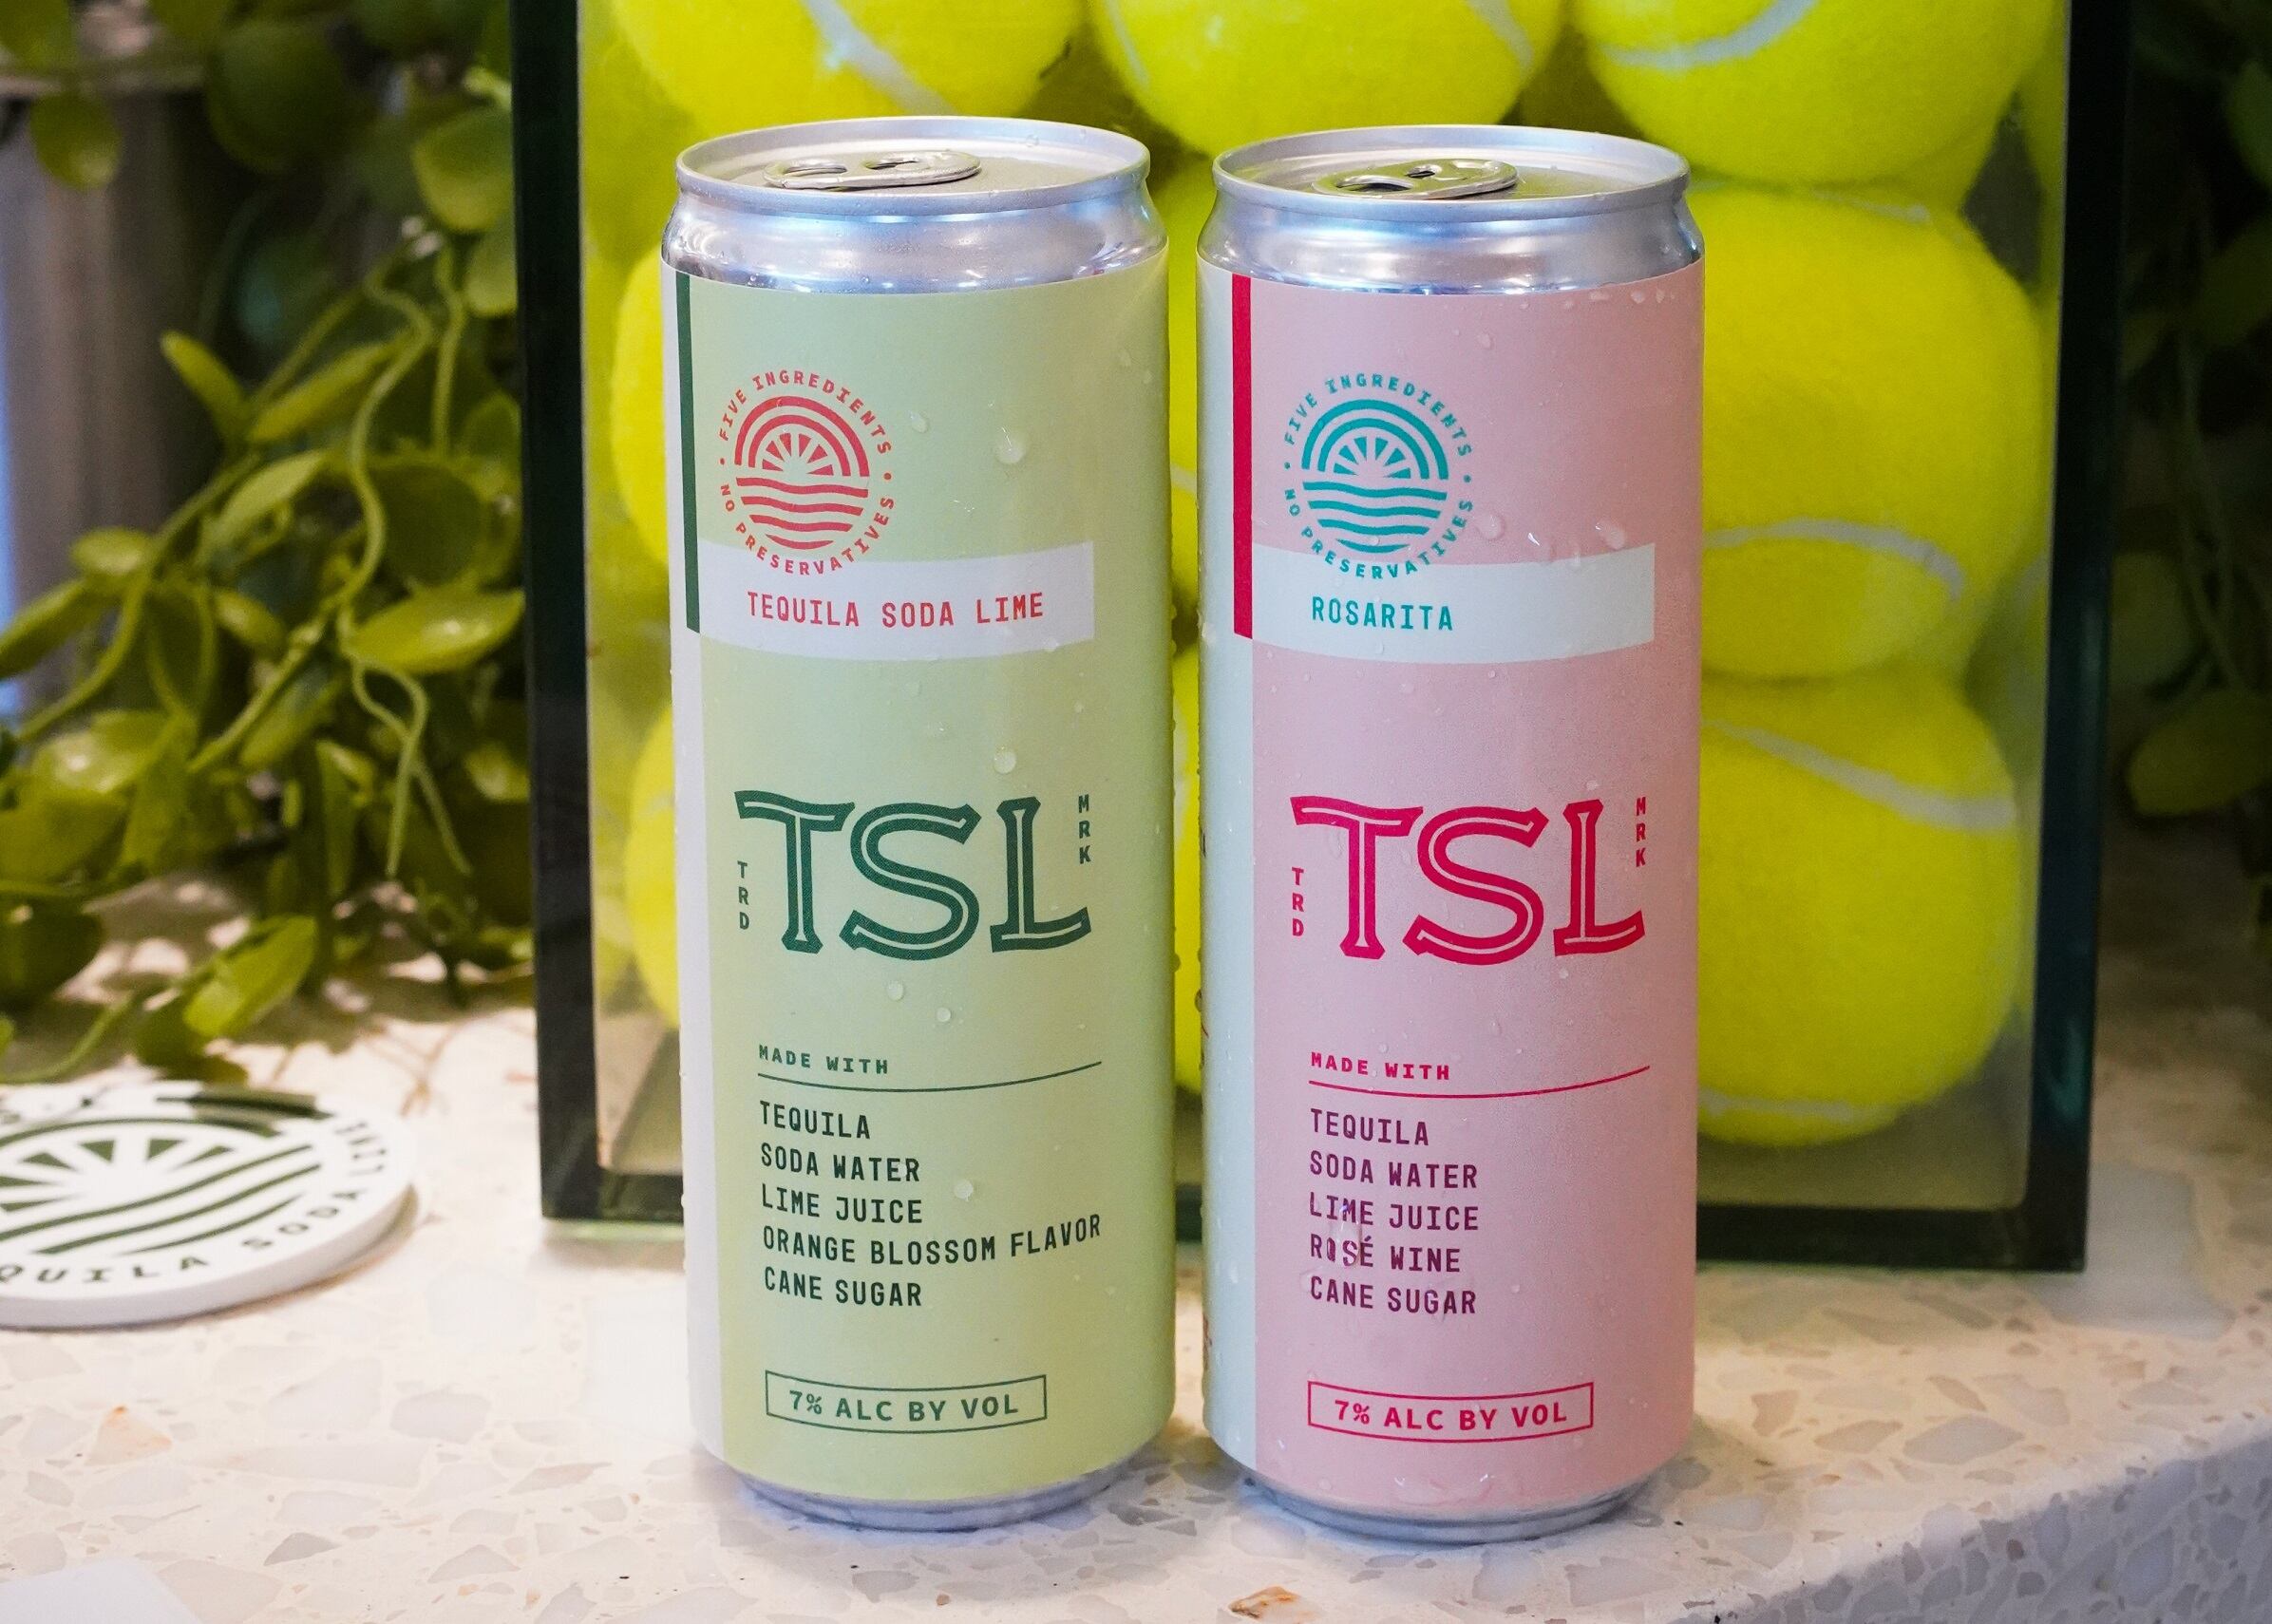 FIVE INGREDIENTS
NO PRESERVATIVES
TEQUILA SODA LIME
TSL
TRD
MRK
MADE WITH
TEQUILA
SODA WATER
LIME JUICE
ORANGE BLOSSOM FLAVOR
CANE SUGAR
7% ALC BY VOL
FIVE INGREDIENTS
NO PRESERVATIVES
ROSARITA
TSL
TRD
MRK
MADE WITH
TEQUILA
SODA WATER
LIME JUICE
ROSÉ WINE
CANE SUGAR
7% ALC BY VOL
QUILA SODA LIME